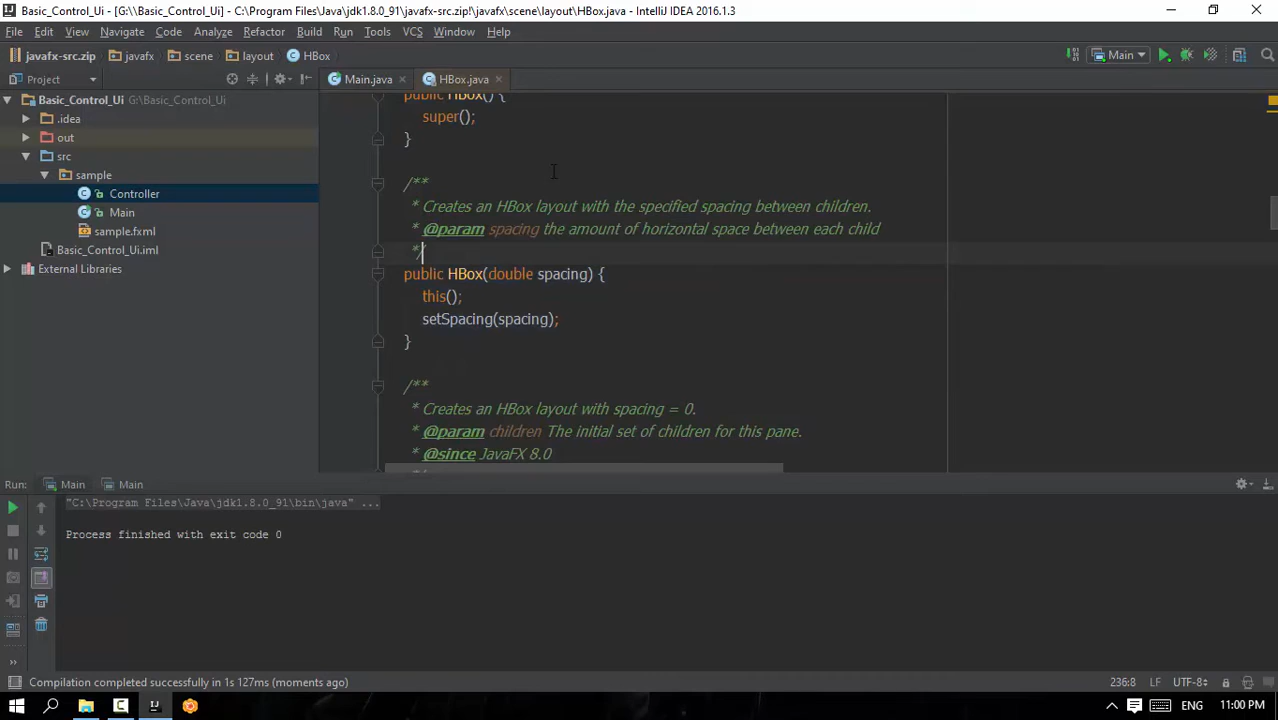 Basic_Control_Ui - [G:\\Basic_Control_Ui] - C:\Program Files\Java\jdk1.8.0_91\javafx-src.zip!\javafx\scene\layout\HBox.java - IntelliJ IDEA 2016.1.3
File Edit View Navigate Code Analyze Refactor Build Run Tools VCS Window Help
javafx-src.zip javafx scene layout HBox Main
Project Main.java HBox.java
Basic_Control_Ui G:\Basic_Control_Ui
.idea
out
src
sample
Controller
Main
sample.fxml
Basic_Control_Ui.iml
External Libraries
public HBox() {
super();
}
/**
* Creates an HBox layout with the specified spacing between children.
* @param spacing the amount of horizontal space between each child
*/
public HBox(double spacing) {
this();
setSpacing(spacing);
}
/**
* Creates an HBox layout with spacing = 0.
* @param children The initial set of children for this pane.
* @since JavaFX 8.0
Run: Main Main
"C:\Program Files\Java\jdk1.8.0_91\bin\java" ...
Process finished with exit code 0
Compilation completed successfully in 1s 127ms (moments ago) 236:8 LF UTF-8
ENG 11:00 PM